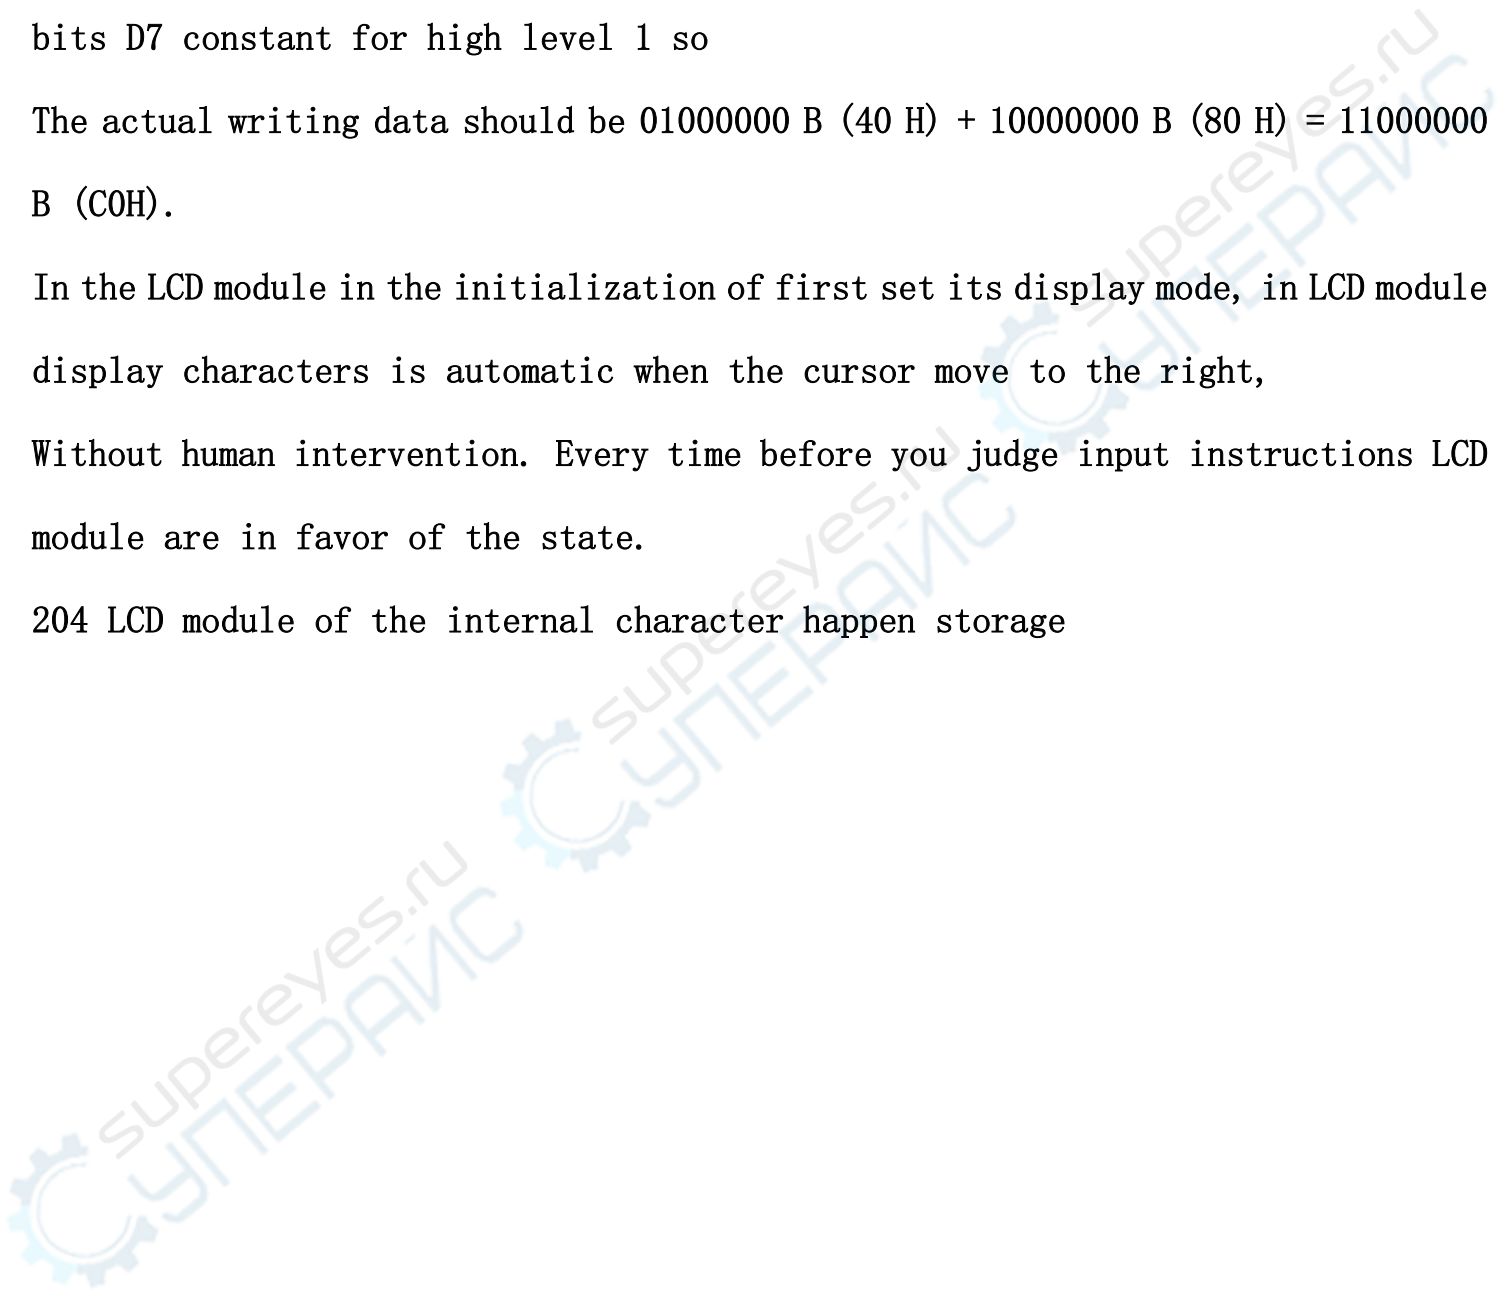 bits D7 constant for high level 1 so
The actual writing data should be 01000000 B (40 H) + 10000000 B (80 H) = 11000000
B (C0H).
In the LCD module in the initialization of first set its display mode, in LCD module
display characters is automatic when the cursor move to the right,
Without human intervention. Every time before you judge input instructions LCD
module are in favor of the state.
204 LCD module of the internal character happen storage
supereyes.ru
СУПЕРАЙС
supereyes.ru
СУПЕРАЙС
supereyes.ru
СУПЕРАЙС